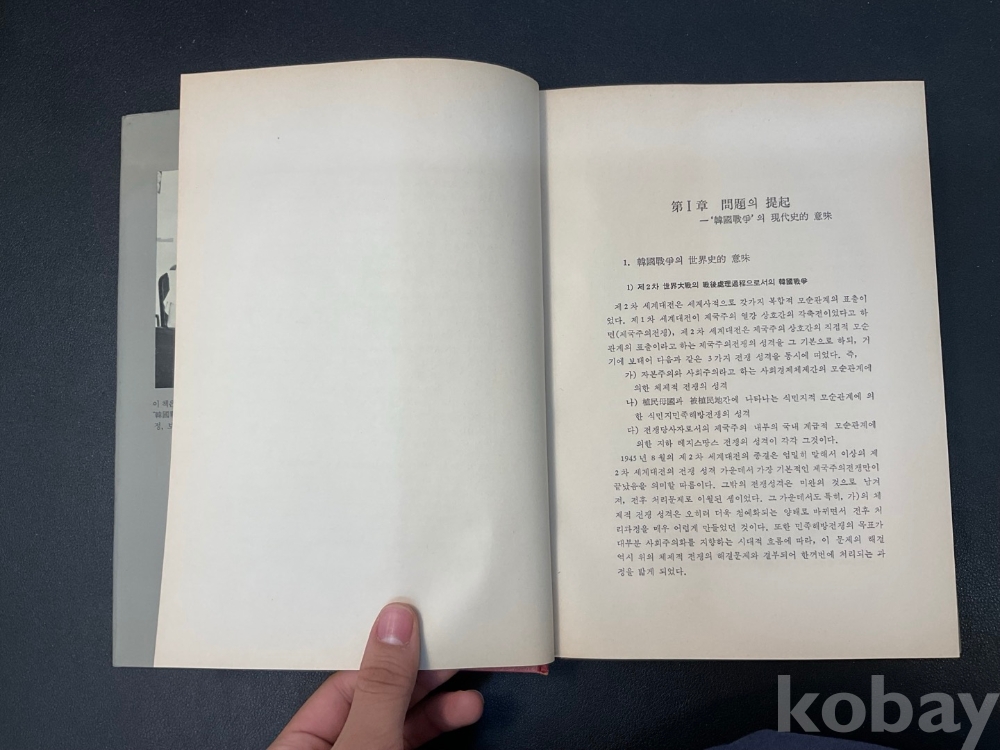 이 책은
'韓國戰
정, 보
第Ⅰ章 問題의 提起
—'韓國戰爭'의 現代史的 意味
1. 韓國戰爭의 世界史的 意味
1) 제2차 世界大戰의 戰後處理過程으로서의 韓國戰爭
제2차 세계대전은 세계사적으로 갖가지 복합적 모순관계의 표출이
었다. 제1차 세계대전이 제국주의 열강 상호간의 각축전이었다고 하
면(제국주의전쟁), 제2차 세계대전은 제국주의 상호간의 직접적 모순
관계의 표출이라고 하는 제국주의전쟁의 성격을 그 기본으로 하되, 거
기에 보태어 다음과 같은 3가지 전쟁 성격을 동시에 띠었다. 즉,
가) 자본주의와 사회주의라고 하는 사회경제체제간의 모순관계에
의한 체제적 전쟁의 성격
나) 植民母國과 被植民地간에 나타나는 식민지적 모순관계에 의
한 식민지민족해방전쟁의 성격
다) 전쟁당사자로서의 제국주의 내부의 국내 계급적 모순관계에
의한 지하 레지스땅스 전쟁의 성격이 각각 그것이다.
1945년 8월의 제2차 세계대전의 종결은 엄밀히 말해서 이상의 제
2차 세계대전의 전쟁 성격 가운데서 가장 기본적인 제국주의전쟁만이
끝났음을 의미할 따름이다. 그밖의 전쟁성격은 미완의 것으로 남겨
져, 전후 처리문제로 이월된 셈이었다. 그 가운데서도 특히, 가)의 체
제적 전쟁 성격은 오히려 더욱 첨예화되는 양태로 바뀌면서 전후 처
리과정을 매우 어렵게 만들었던 것이다. 또한 민족해방전쟁의 목표가
대부분 사회주의화를 지향하는 시대적 흐름에 따라, 이 문제의 해결
역시 위의 체제적 전쟁의 해결문제와 결부되어 한꺼번에 처리되는 과
정을 밟게 되었다.
kobay